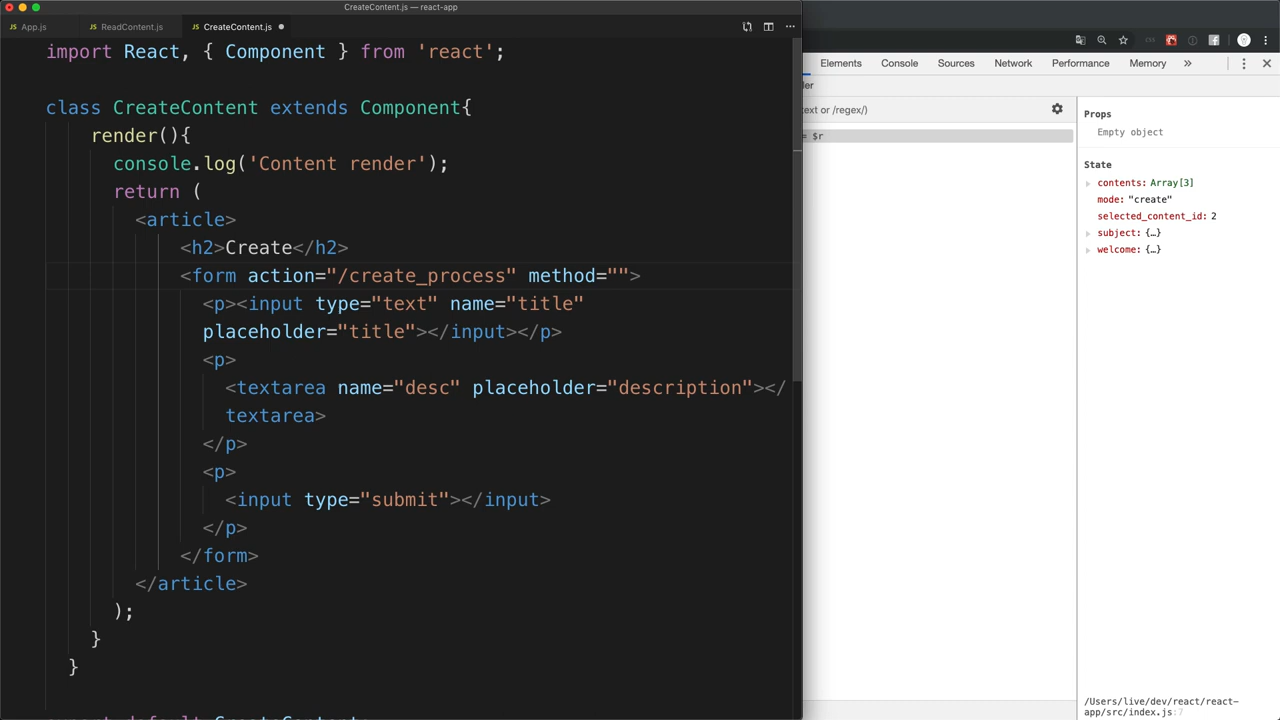 CreateContent.js — react-app
JS App.js
JS ReadContent.js
JS CreateContent.js
import React, { Component } from 'react';
class CreateContent extends Component{
render(){
console.log('Content render');
return (
<article>
<h2>Create</h2>
<form action="/create_process" method="">
<p><input type="text" name="title"
placeholder="title"></input></p>
<p>
<textarea name="desc" placeholder="description"></
textarea>
</p>
<p>
<input type="submit"></input>
</p>
</form>
</article>
);
}
}
Elements Console Sources Network Performance Memory »
der
text or /regex/)
= $r
Props
Empty object
State
contents: Array[3]
mode: "create"
selected_content_id: 2
subject: {…}
welcome: {…}
/Users/live/dev/react/react-
app/src/index.js:7